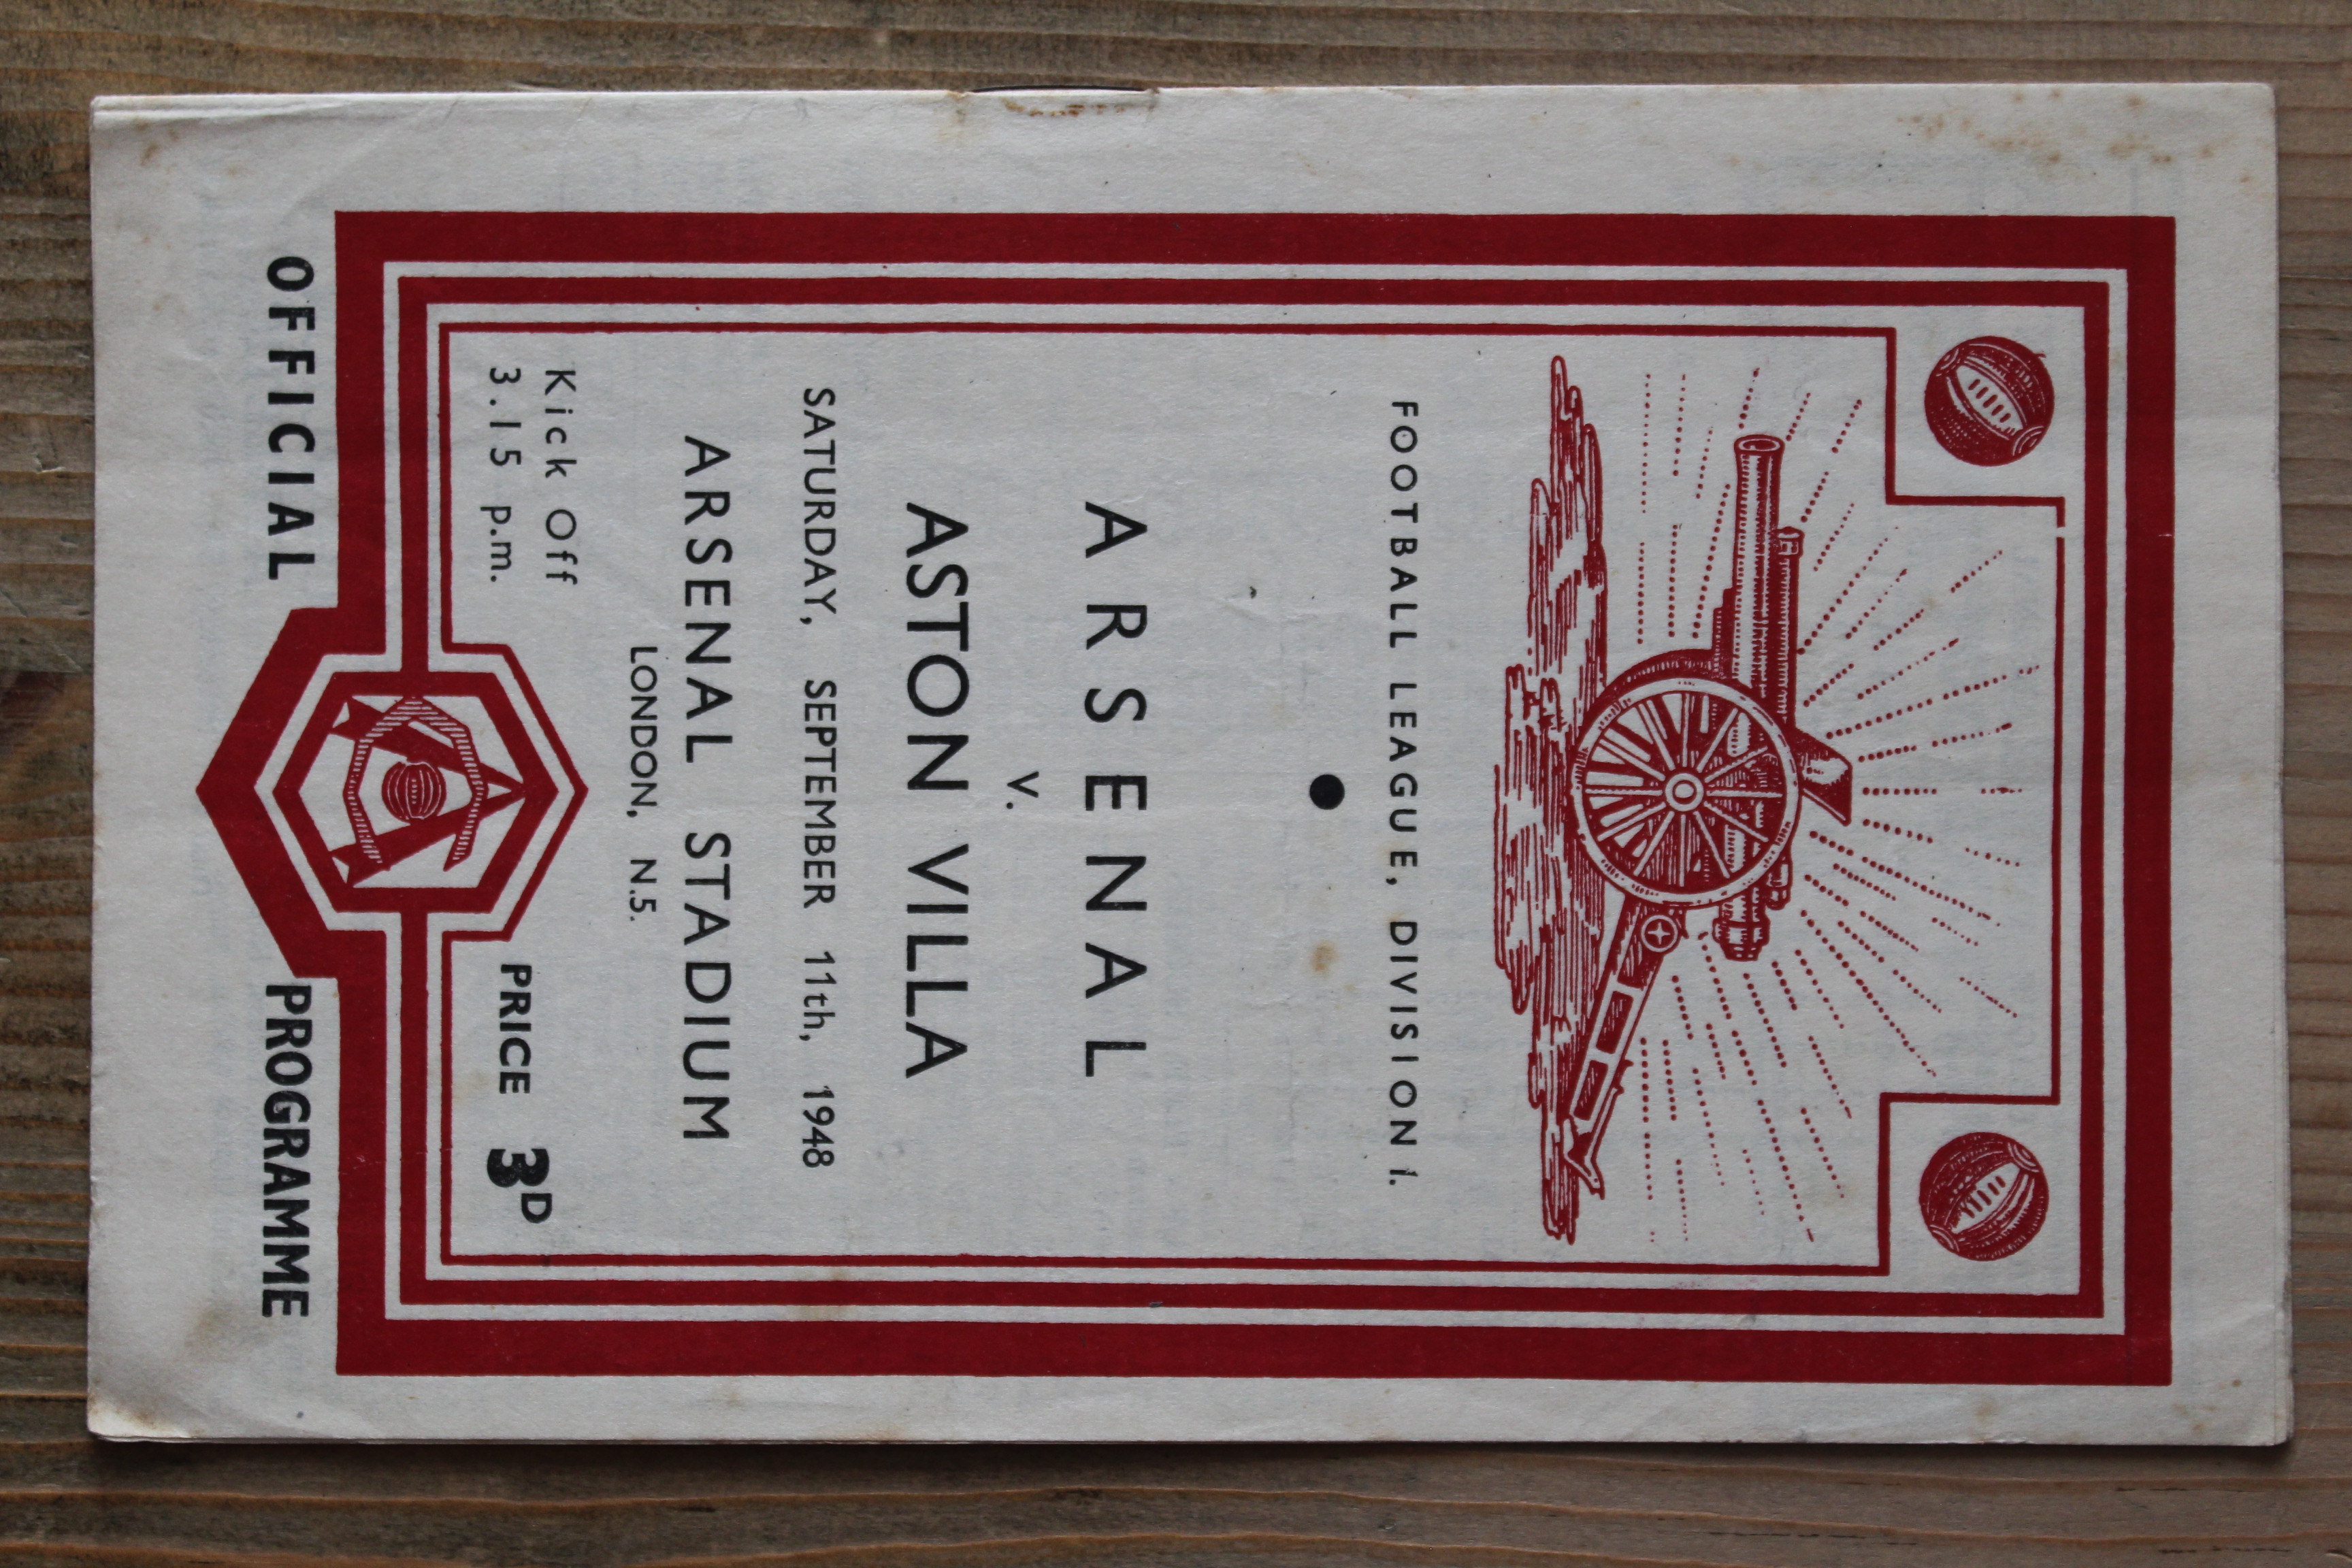 FOOTBALL LEAGUE, DIVISION 1.
ARSENAL
v.
ASTON VILLA
SATURDAY, SEPTEMBER 11th, 1948
ARSENAL STADIUM
LONDON, N.5.
Kick Off
3.15 p.m.
PRICE 3D
OFFICIAL PROGRAMME